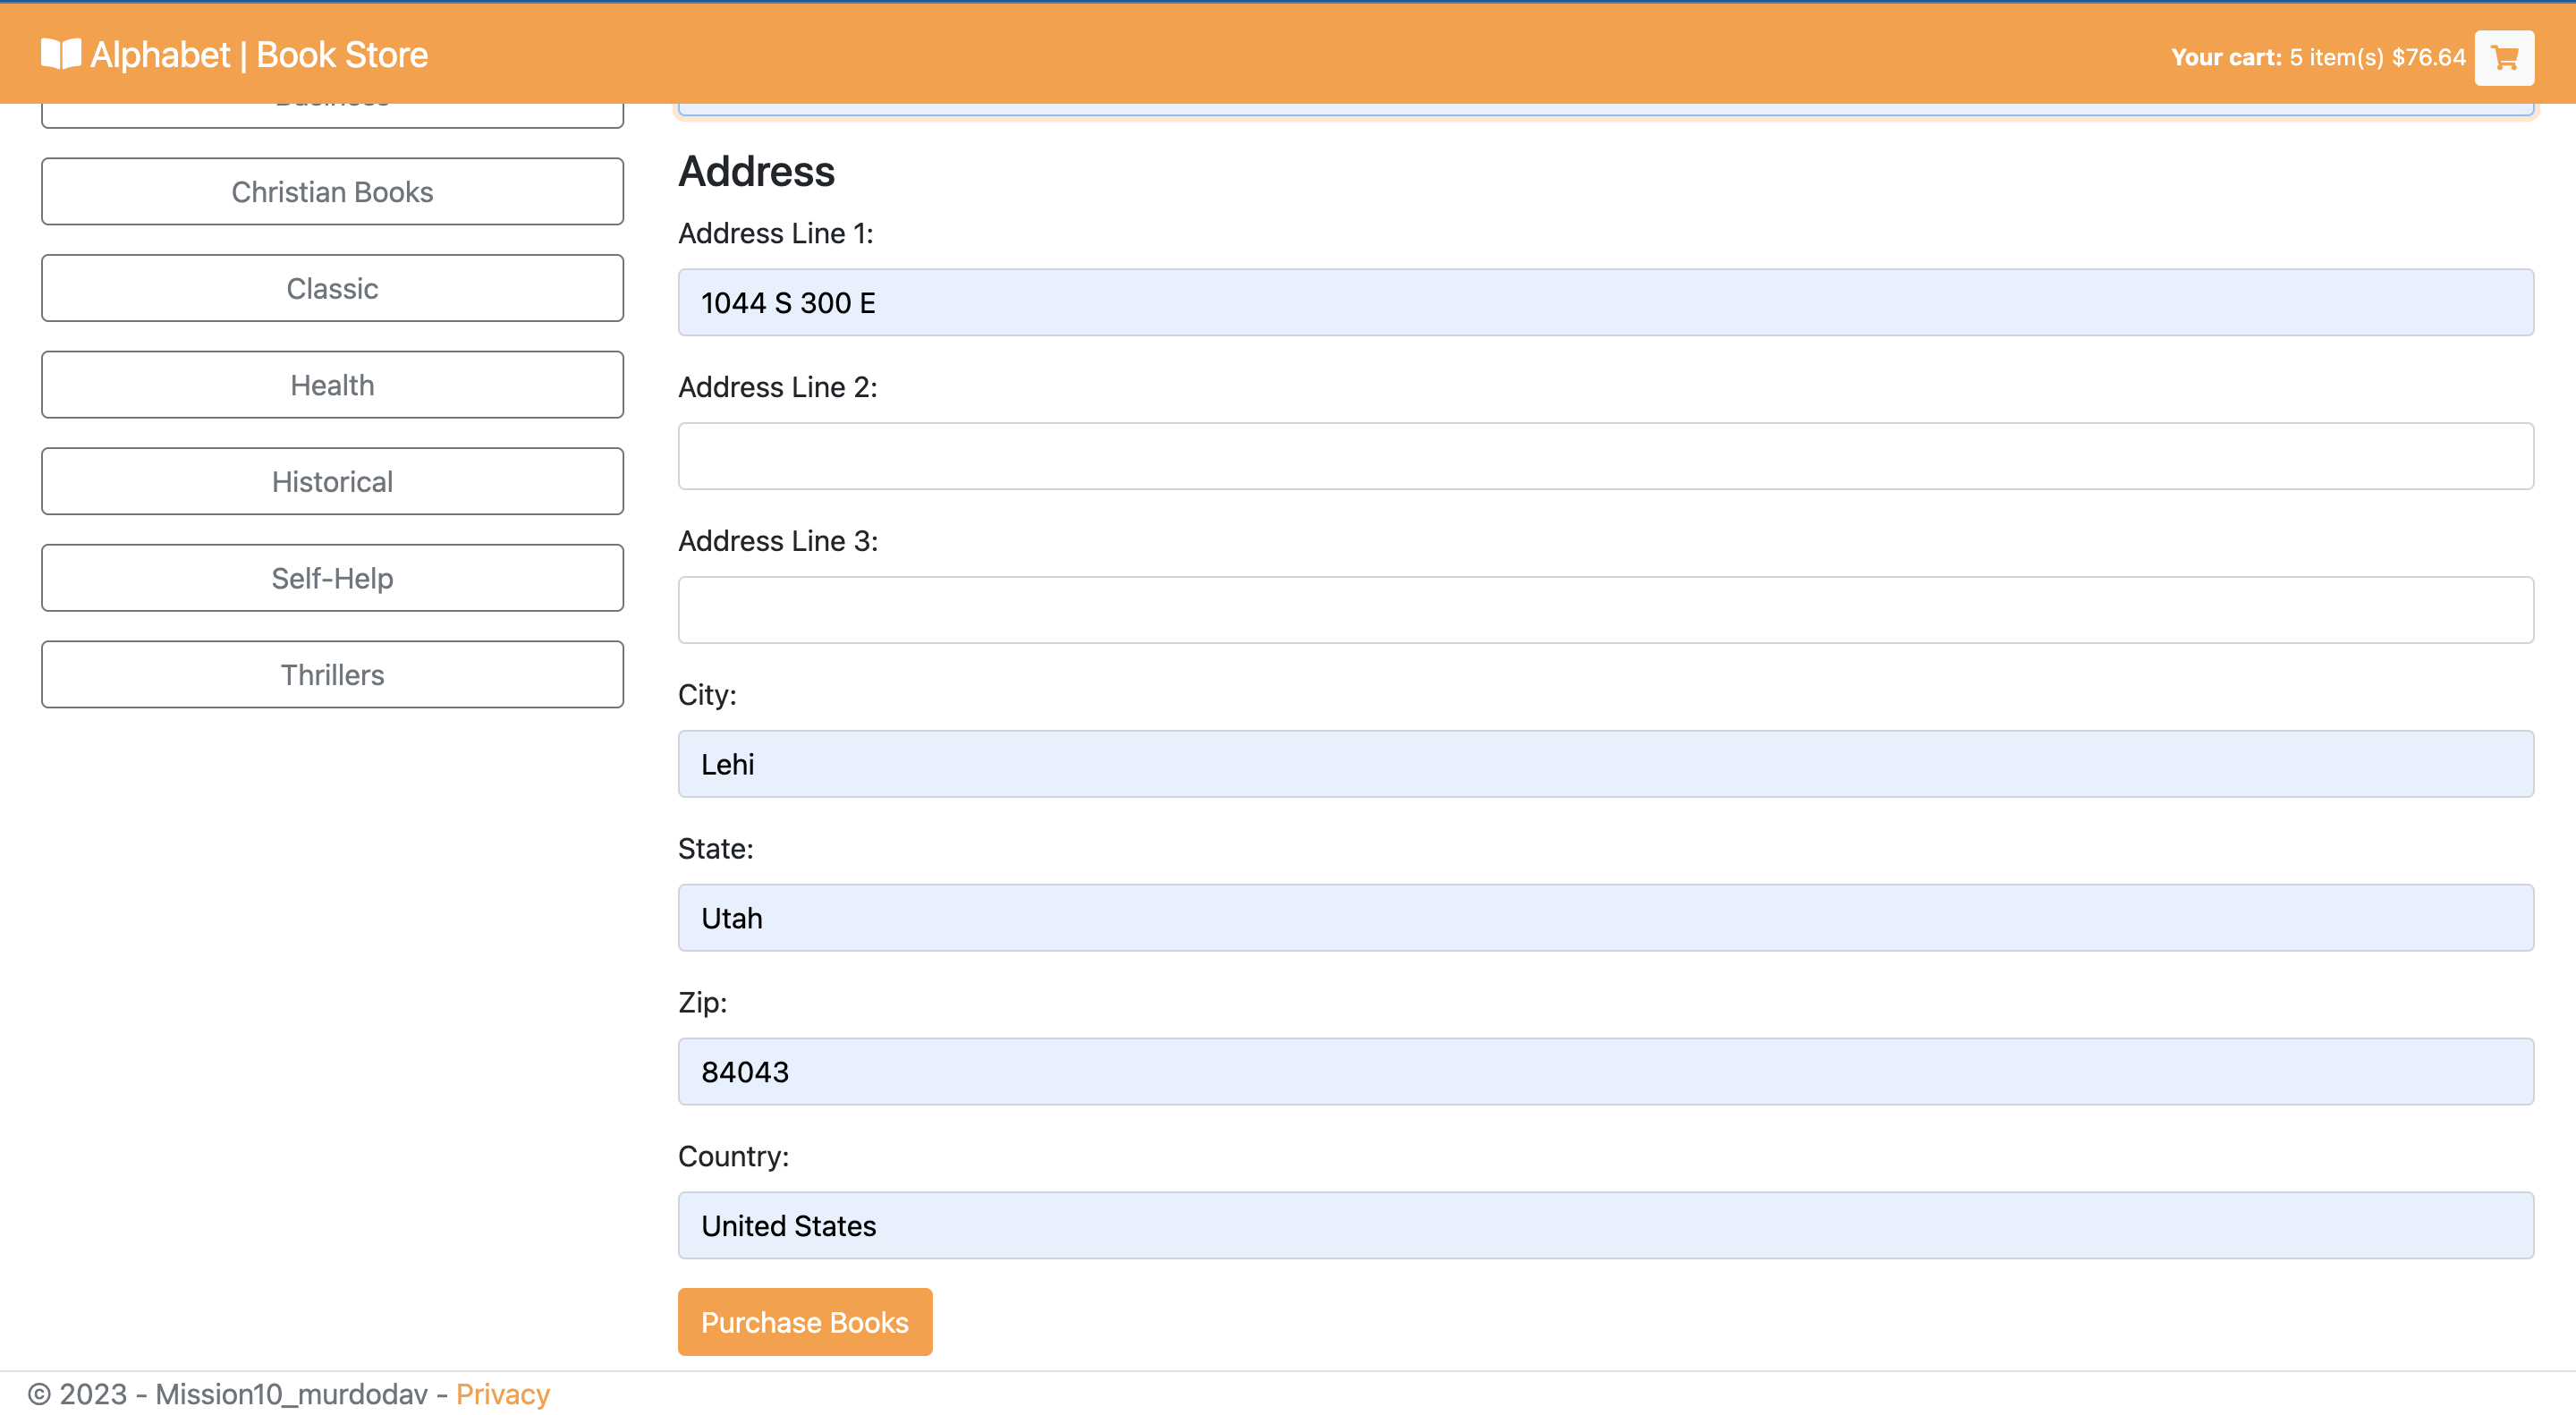 Alphabet | Book Store
Your cart: 5 item(s) $76.64
Christian Books
Classic
Health
Historical
Self-Help
Thrillers
Address
Address Line 1:
1044 S 300 E
Address Line 2:
Address Line 3:
City:
Lehi
State:
Utah
Zip:
84043
Country:
United States
Purchase Books
© 2023 - Mission10_murdodav - Privacy